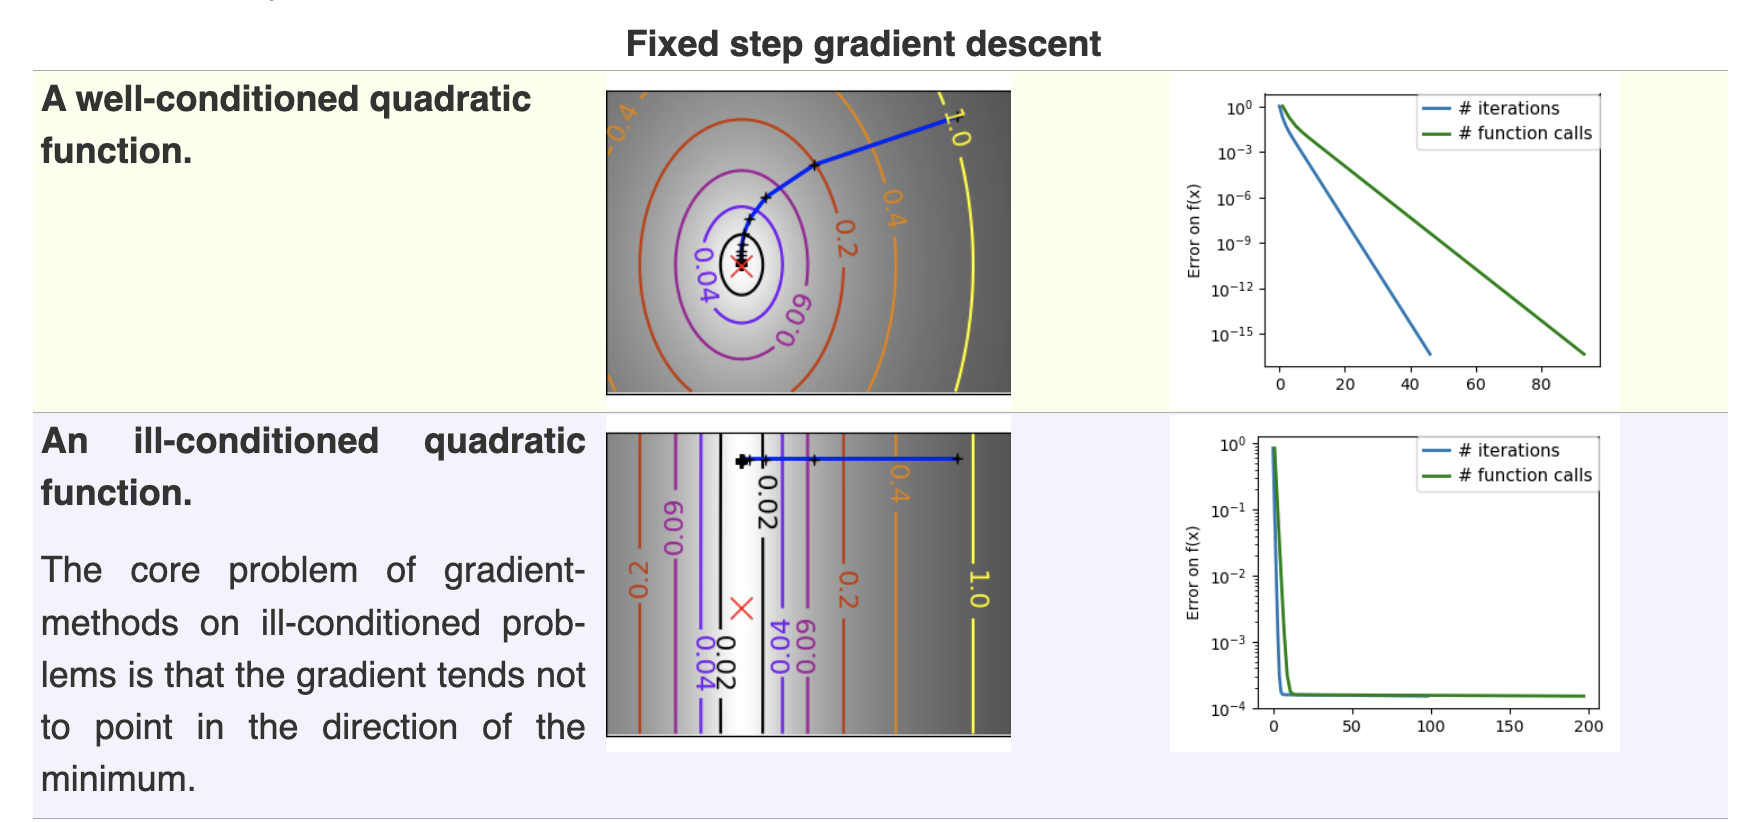 Fixed step gradient descent
A well-conditioned quadratic
function.
0.4
1.0
0.4
0.2
0.04
0.09
10⁰
10⁻³
10⁻⁶
10⁻⁹
10⁻¹²
10⁻¹⁵
Error on f(x)
# iterations
# function calls
0 20 40 60 80
An ill-conditioned quadratic
function.
The core problem of gradient-
methods on ill-conditioned prob-
lems is that the gradient tends not
to point in the direction of the
minimum.
0.4
0.02
0.09
0.2
0.2
1.0
0.04
0.02
0.04
0.09
10⁰
10⁻¹
10⁻²
10⁻³
10⁻⁴
Error on f(x)
# iterations
# function calls
0 50 100 150 200